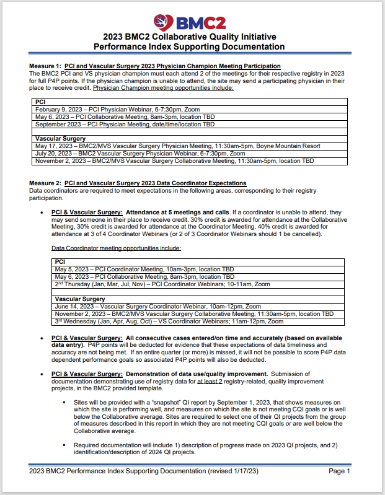 BMC2
2023 BMC2 Collaborative Quality Initiative
Performance Index Supporting Documentation
Measure 1: PCI and Vascular Surgery 2023 Physician Champion Meeting Participation
The BMC2 PCI and VS physician champion must each attend 2 of the meetings for their respective registry in 2023
for full P4P points. If the physician champion is unable to attend, the site may send a participating physician in their
place to receive credit. Physician Champion meeting opportunities include:
PCI
February 9, 2023 – PCI Physician Webinar, 6-7:30pm, Zoom
May 6, 2023 – PCI Collaborative Meeting, 8am-3pm, location TBD
September 2023 – PCI Physician Meeting, date/time/location TBD
Vascular Surgery
May 17, 2023 – BMC2/MVS Vascular Surgery Physician Meeting, 11:30am-5pm, Boyne Mountain Resort
July 20, 2023 – BMC2 Vascular Surgery Physician Webinar, 6-7:30pm, Zoom
November 2, 2023 – BMC2/MVS Vascular Surgery Collaborative Meeting, 11:30am-5pm, location TBD
Measure 2: PCI and Vascular Surgery 2023 Data Coordinator Expectations
Data coordinators are required to meet expectations in the following areas, corresponding to their registry
participation.
• PCI & Vascular Surgery: Attendance at 5 meetings and calls. If a coordinator is unable to attend, they
may send someone in their place to receive credit. 30% credit is awarded for attendance at the
Collaborative Meeting, 30% credit is awarded for attendance at the Coordinator Meeting, 40% credit is awarded for
attendance at 3 of 4 Coordinator Webinars (or 2 of 3 Coordinator Webinars should 1 be cancelled).
Data Coordinator meeting opportunities include:
PCI
May 5, 2023 – PCI Coordinator Meeting, 10am-3pm, location TBD
May 6, 2023 – PCI Collaborative Meeting, 8am-3pm, location TBD
2nd Thursday (Jan, Mar, Jul, Nov) – PCI Coordinator Webinars; 10-11am, Zoom
Vascular Surgery
June 14, 2023 – Vascular Surgery Coordinator Webinar, 10am-12pm, Zoom
November 2, 2023 – BMC2/MVS Vascular Surgery Collaborative Meeting, 11:30am-5pm, location TBD
3rd Wednesday (Jan, Apr, Aug, Oct) – VS Coordinator Webinars; 11am-12pm, Zoom
• PCI & Vascular Surgery: All consecutive cases entered/on time and accurately (based on available
data entry). P4P points will be deducted for evidence that these expectations of data timeliness and
accuracy are not being met. If an entire quarter (or more) is missed, it will not be possible to score P4P data
dependent performance goals so associated P4P points will also be deducted.
• PCI & Vascular Surgery: Demonstration of data use/quality improvement. Submission of
documentation demonstrating use of registry data for at least 2 registry-related, quality improvement
projects, in the BMC2 provided template.
• Sites will be provided with a "snapshot" QI report by September 1, 2023, that shows measures on
which the site is performing well, and measures on which the site is not meeting CQI goals or is well
below the Collaborative average. Sites are required to select one of their QI projects from the group
of measures described in this report in which they are not meeting CQI goals or are well below the
Collaborative average.
• Required documentation will include 1) description of progress made on 2023 QI projects, and 2)
identification/description of 2024 QI projects.
2023 BMC2 Performance Index Supporting Documentation (revised 1/17/23) Page 1